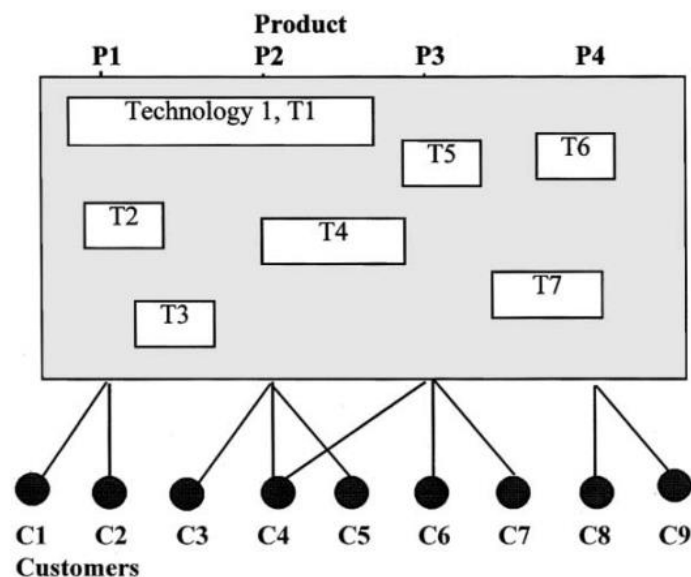 Product
P1 P2 P3 P4
Technology 1, T1
T5 T6
T2
T4
T7
T3
C1 C2 C3 C4 C5 C6 C7 C8 C9
Customers